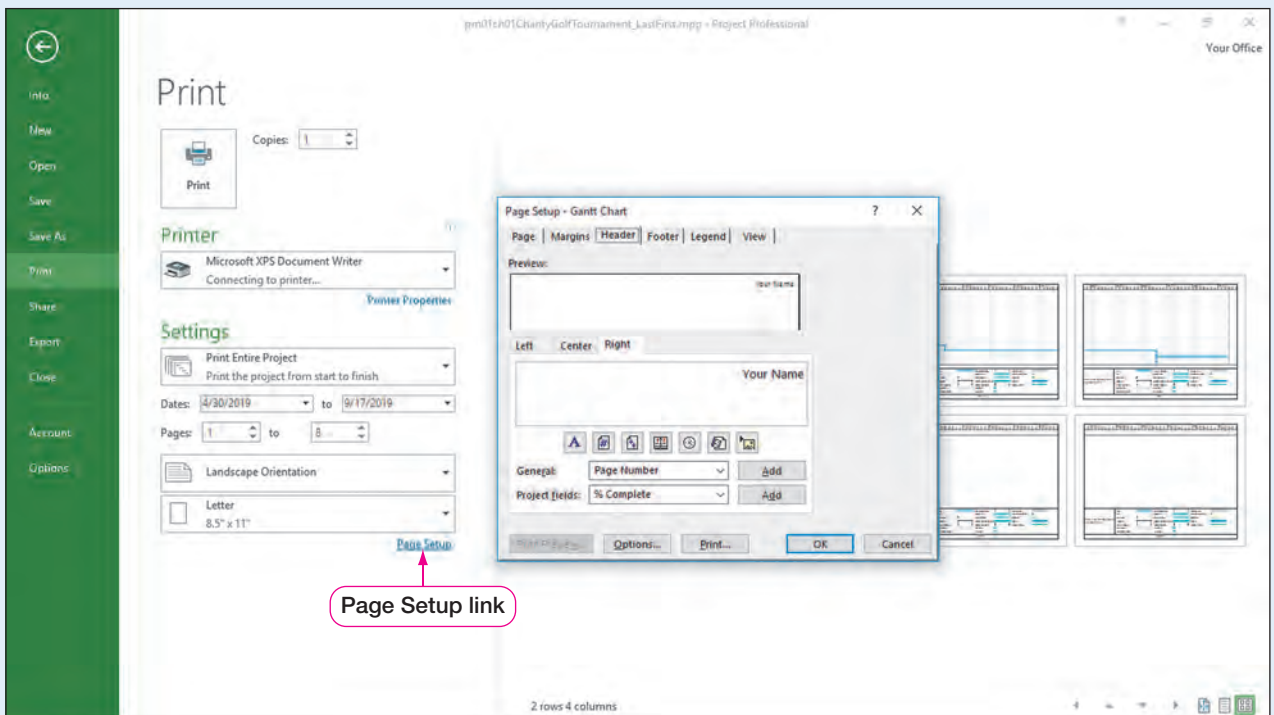 pm01ch01CharityGolfTournament_LastFirst.mpp - Project Professional
? 
Your Office
Info
New
Open
Save
Save As
Print
Share
Export
Close
Account
Options
Print
Print
Copies: 1
Printer
Microsoft XPS Document Writer
Connecting to printer...
Printer Properties
Settings
Print Entire Project
Print the project from start to finish
Dates: 4/30/2019 to 9/17/2019
Pages: 1 to 8
Landscape Orientation
Letter
8.5" x 11"
Page Setup
Page Setup link
Page Setup - Gantt Chart
?
Page Margins Header Footer Legend View
Preview:
Your Name
Left Center Right
Your Name
General: Page Number Add
Project fields: % Complete Add
Options... Print... OK Cancel
2 rows 4 columns